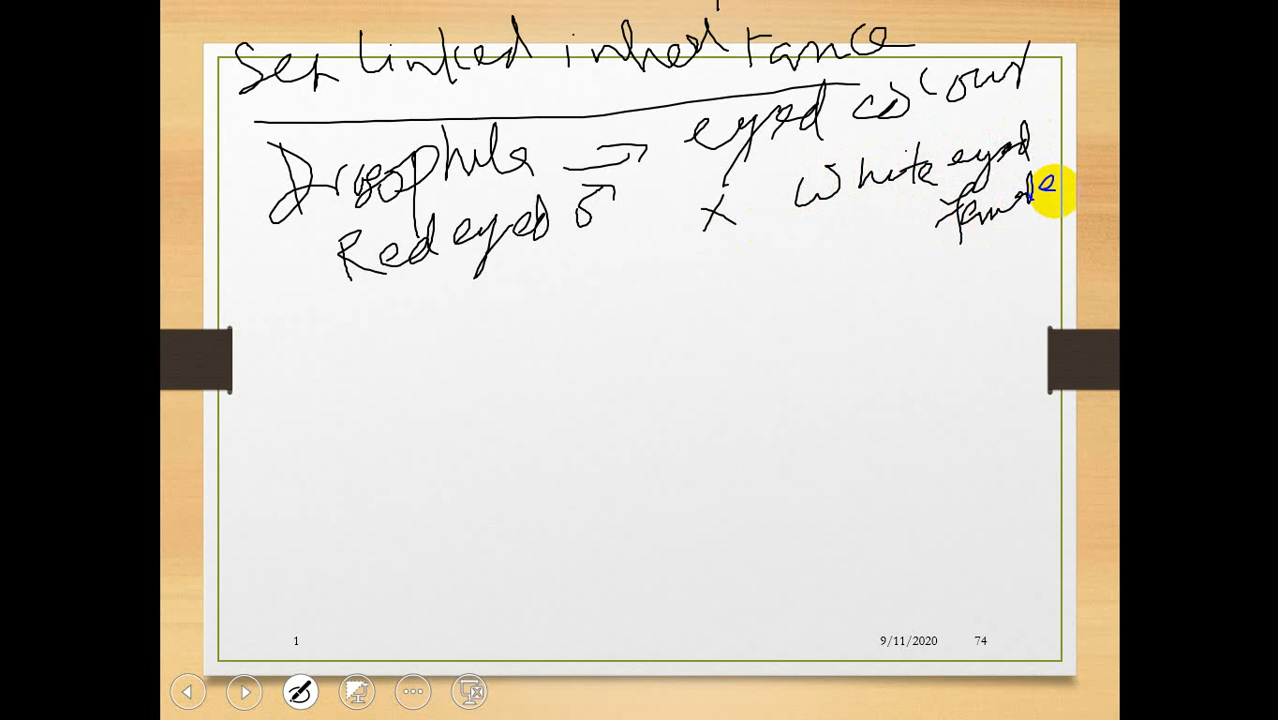 Sex Linked inheritance
Drosophila → eyed colour
Red eyed ♂ X White eyed
female
1 9/11/2020 74